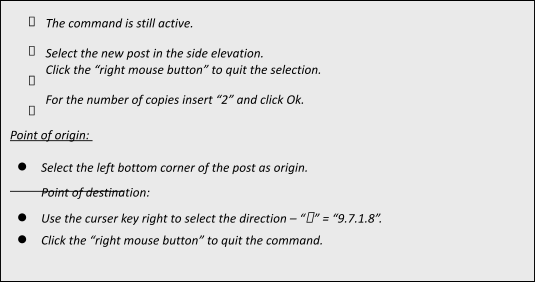 ▯ The command is still active.
▯ Select the new post in the side elevation.
Click the “right mouse button” to quit the selection.
▯
For the number of copies insert “2” and click Ok.
▯
Point of origin:
● Select the left bottom corner of the post as origin.
Point of destination:
● Use the curser key right to select the direction – “▯” = “9.7.1.8”.
● Click the “right mouse button” to quit the command.